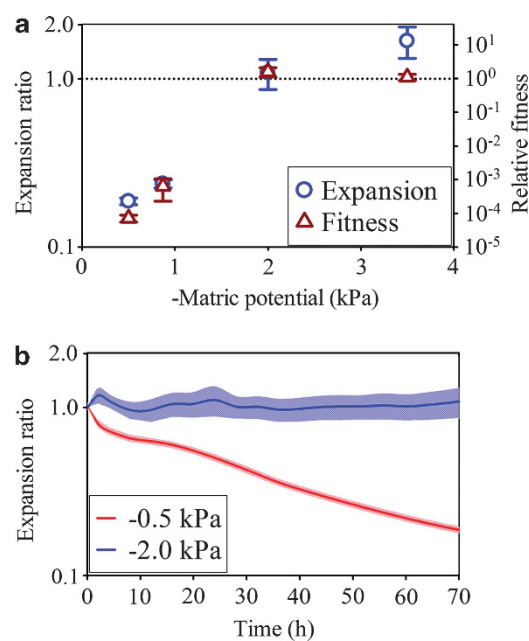 a
2.0
1.0
0.1
Expansion ratio
10¹
10⁰
10⁻¹
10⁻²
10⁻³
10⁻⁴
10⁻⁵
Relative fitness
Expansion
Fitness
0 1 2 3 4
-Matric potential (kPa)
b
2.0
1.0
0.1
Expansion ratio
-0.5 kPa
-2.0 kPa
0 10 20 30 40 50 60 70
Time (h)